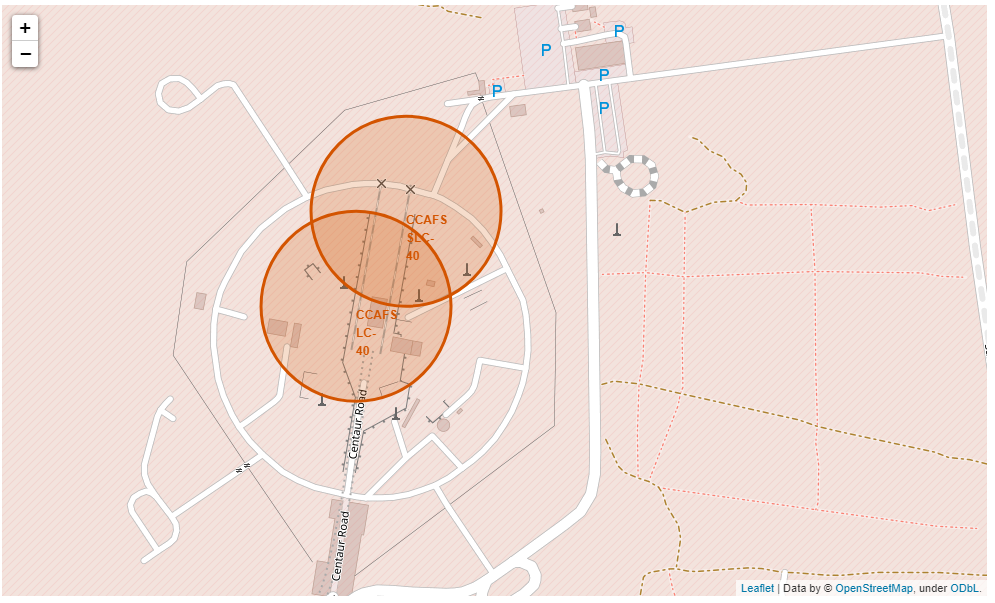 +
−
P
P
P
P
P
CCAFS
SLC-
40
CCAFS
LC-
40
Centaur Road
Centaur Road
Leaflet | Data by © OpenStreetMap, under ODbL.